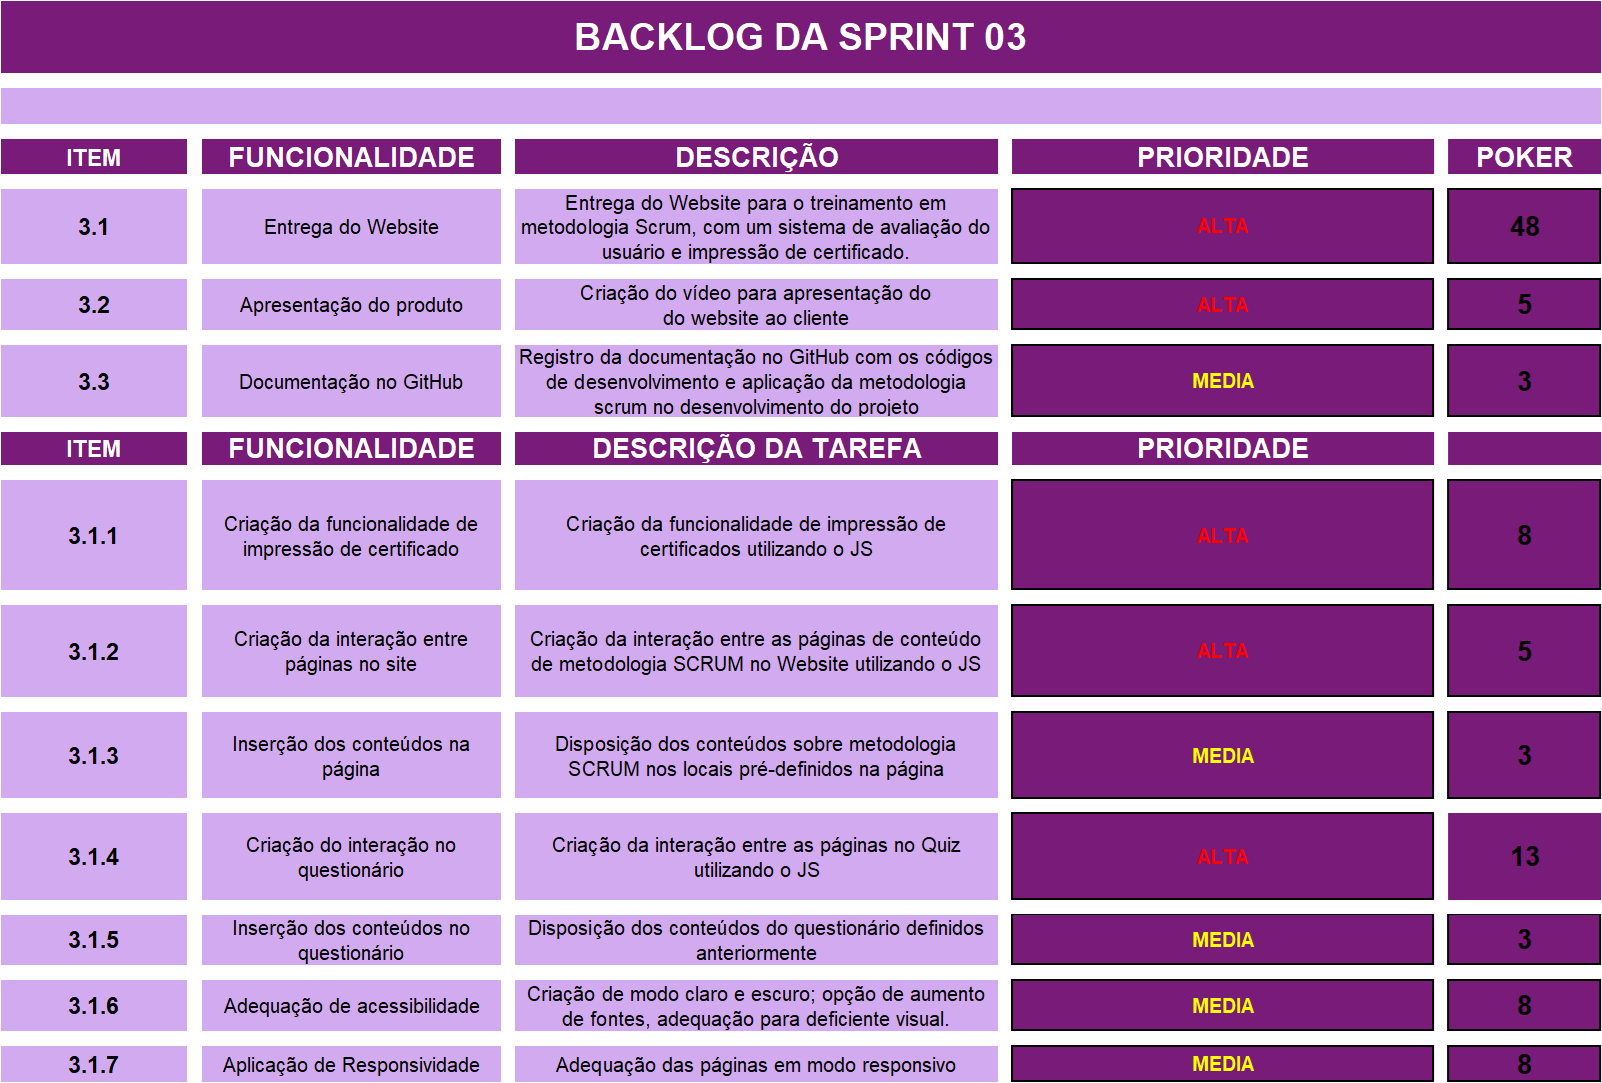 BACKLOG DA SPRINT 03
ITEM FUNCIONALIDADE DESCRIÇÃO PRIORIDADE POKER
3.1 Entrega do Website Entrega do Website para o treinamento em
metodologia Scrum, com um sistema de avaliação do
usuário e impressão de certificado. ALTA 48
3.2 Apresentação do produto Criação do vídeo para apresentação do
do website ao cliente ALTA 5
3.3 Documentação no GitHub Registro da documentação no GitHub com os códigos
de desenvolvimento e aplicação da metodologia
scrum no desenvolvimento do projeto MEDIA 3
ITEM FUNCIONALIDADE DESCRIÇÃO DA TAREFA PRIORIDADE
3.1.1 Criação da funcionalidade de
impressão de certificado Criação da funcionalidade de impressão de
certificados utilizando o JS ALTA 8
3.1.2 Criação da interação entre
páginas no site Criação da interação entre as páginas de conteúdo
de metodologia SCRUM no Website utilizando o JS ALTA 5
3.1.3 Inserção dos conteúdos na
página Disposição dos conteúdos sobre metodologia
SCRUM nos locais pré-definidos na página MEDIA 3
3.1.4 Criação do interação no
questionário Criação da interação entre as páginas no Quiz
utilizando o JS ALTA 13
3.1.5 Inserção dos conteúdos no
questionário Disposição dos conteúdos do questionário definidos
anteriormente MEDIA 3
3.1.6 Adequação de acessibilidade Criação de modo claro e escuro; opção de aumento
de fontes, adequação para deficiente visual. MEDIA 8
3.1.7 Aplicação de Responsividade Adequação das páginas em modo responsivo MEDIA 8